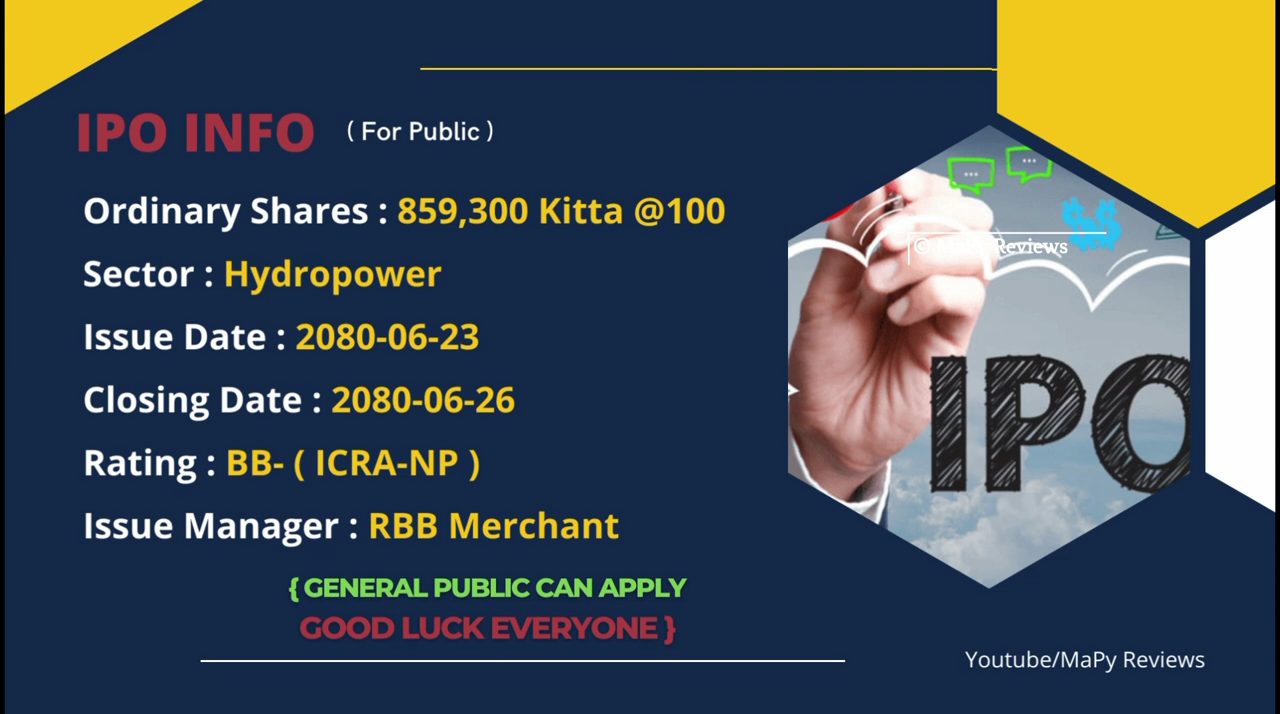 IPO INFO ( For Public )
Ordinary Shares : 859,300 Kitta @100
Sector : Hydropower
Issue Date : 2080-06-23
Closing Date : 2080-06-26
Rating : BB- ( ICRA-NP )
Issue Manager : RBB Merchant
{ GENERAL PUBLIC CAN APPLY
GOOD LUCK EVERYONE }
$$
© MaPy Reviews
IPO
Youtube/MaPy Reviews